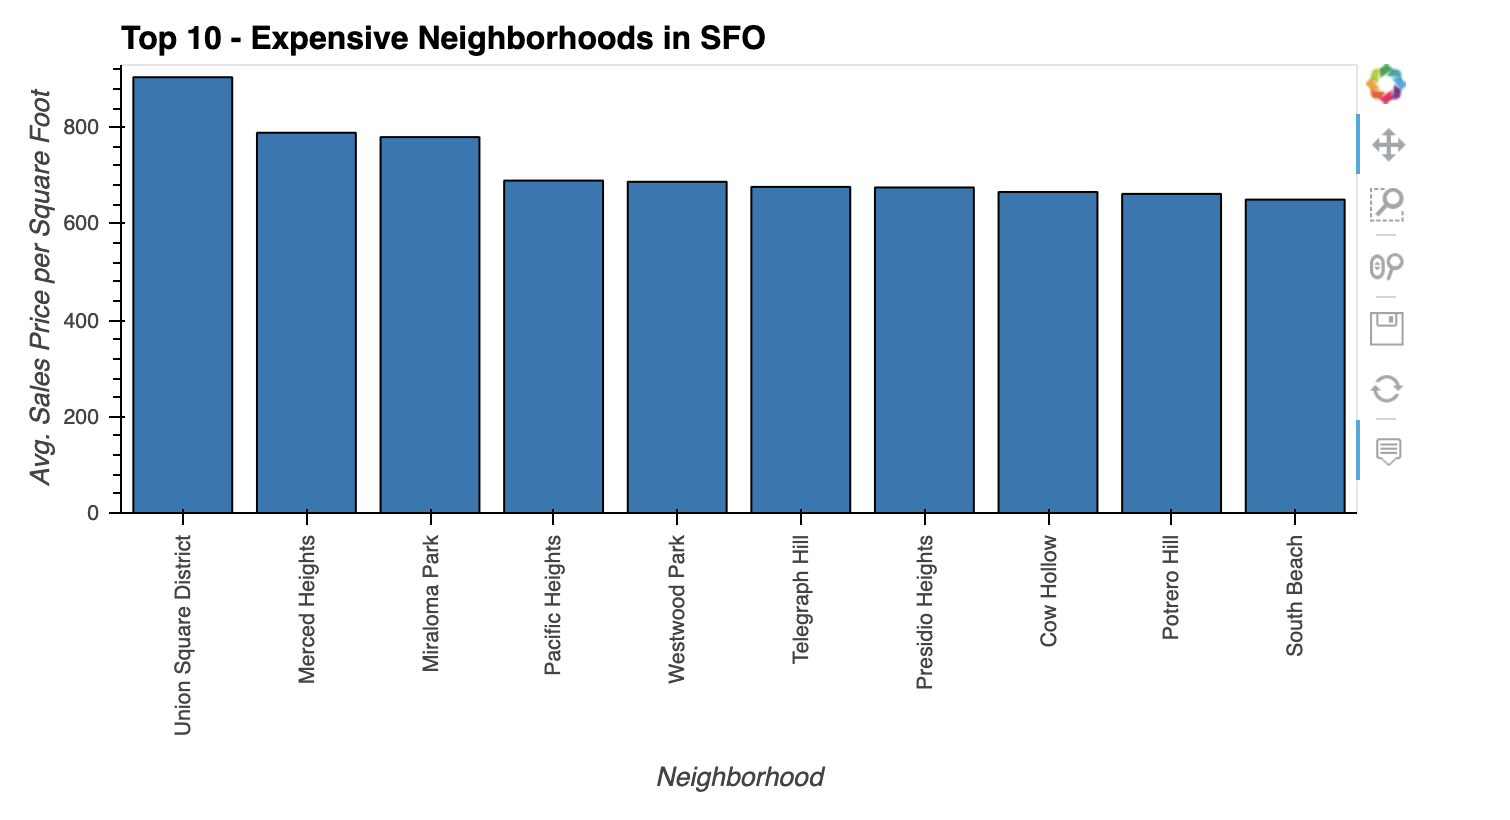 Top 10 - Expensive Neighborhoods in SFO
Avg. Sales Price per Square Foot
800
600
400
200
0
Union Square District
Merced Heights
Miraloma Park
Pacific Heights
Westwood Park
Telegraph Hill
Presidio Heights
Cow Hollow
Potrero Hill
South Beach
Neighborhood